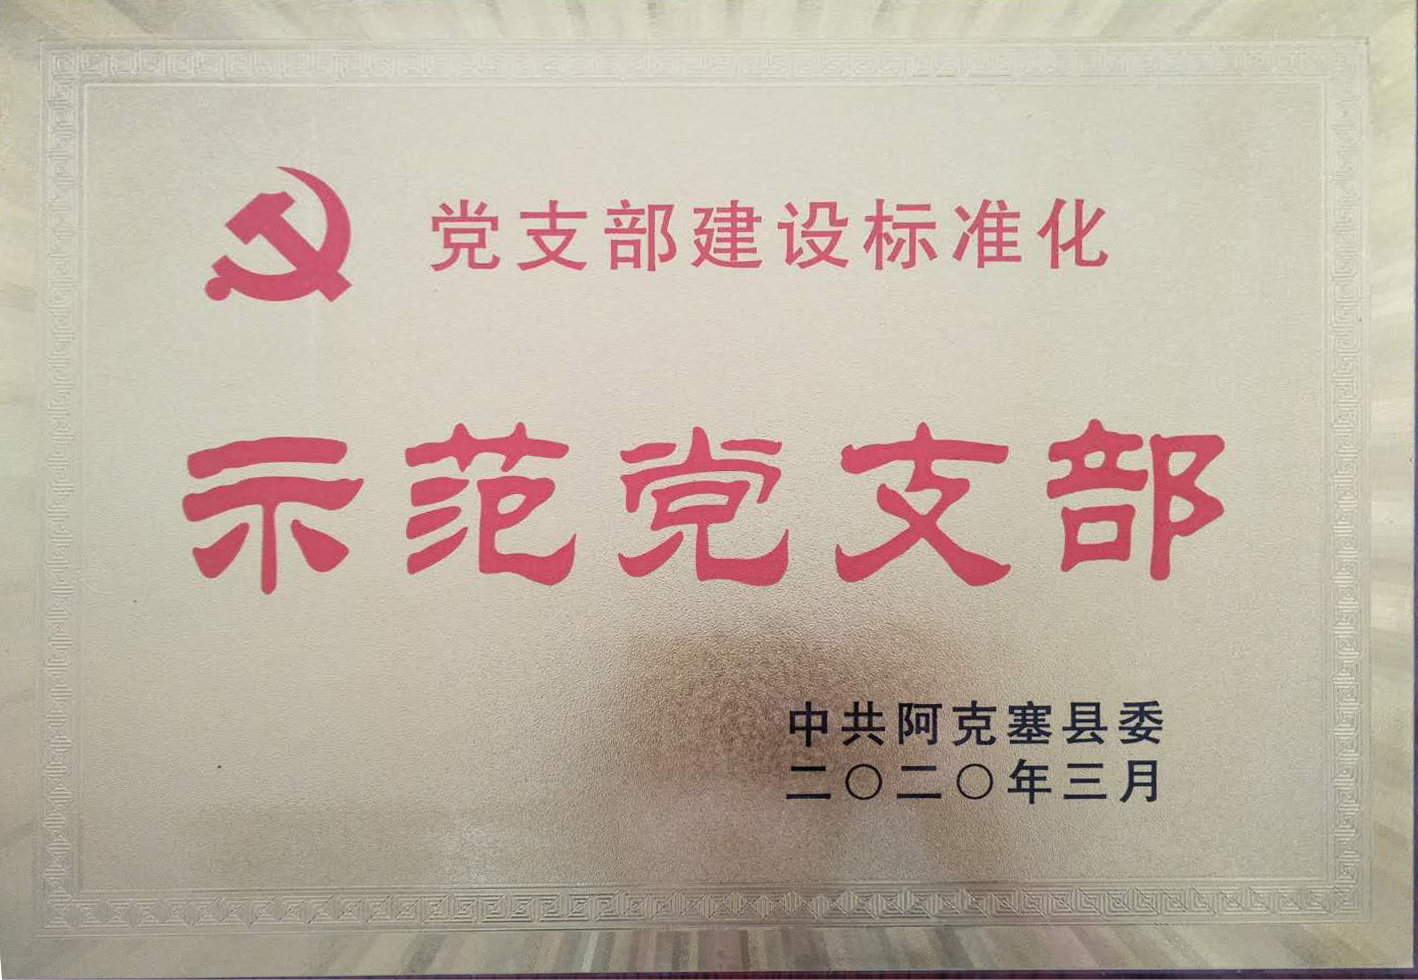 党支部建设标准化
示范党支部
中共阿克塞县委
二〇二〇年三月